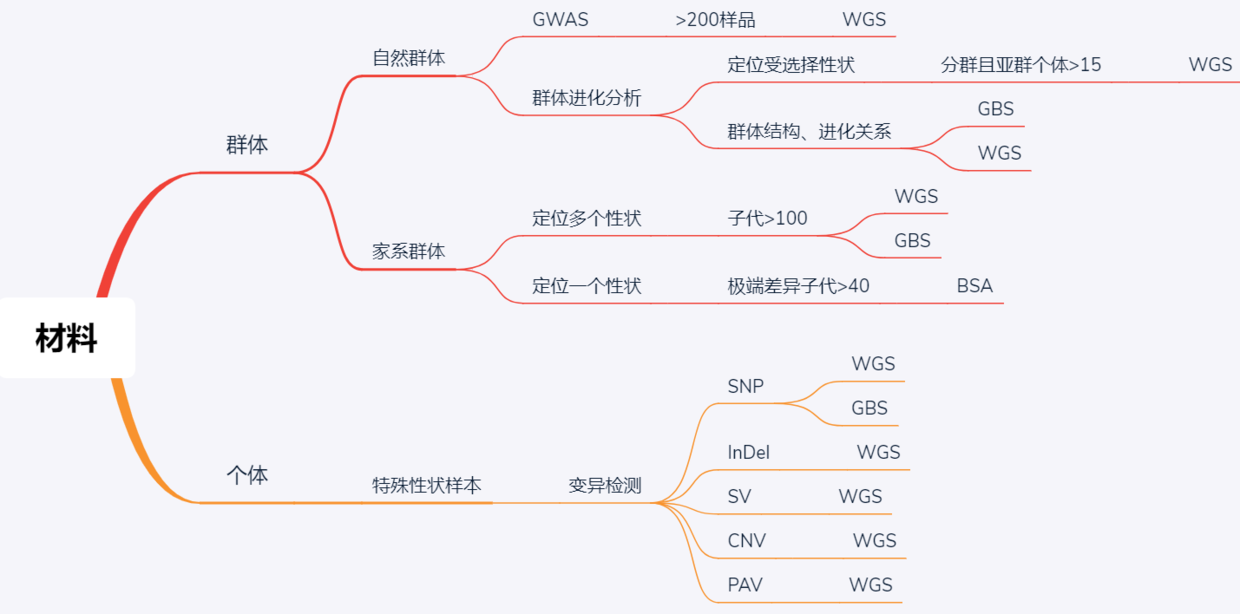 GWAS >200样品 WGS
自然群体
定位受选择性状 分群且亚群个体>15 WGS
群体进化分析
GBS
群体结构、进化关系
群体
WGS
WGS
定位多个性状 子代>100
GBS
家系群体
定位一个性状 极端差异子代>40 BSA
材料
WGS
SNP
GBS
InDel WGS
个体
特殊性状样本 变异检测
SV WGS
CNV WGS
PAV WGS